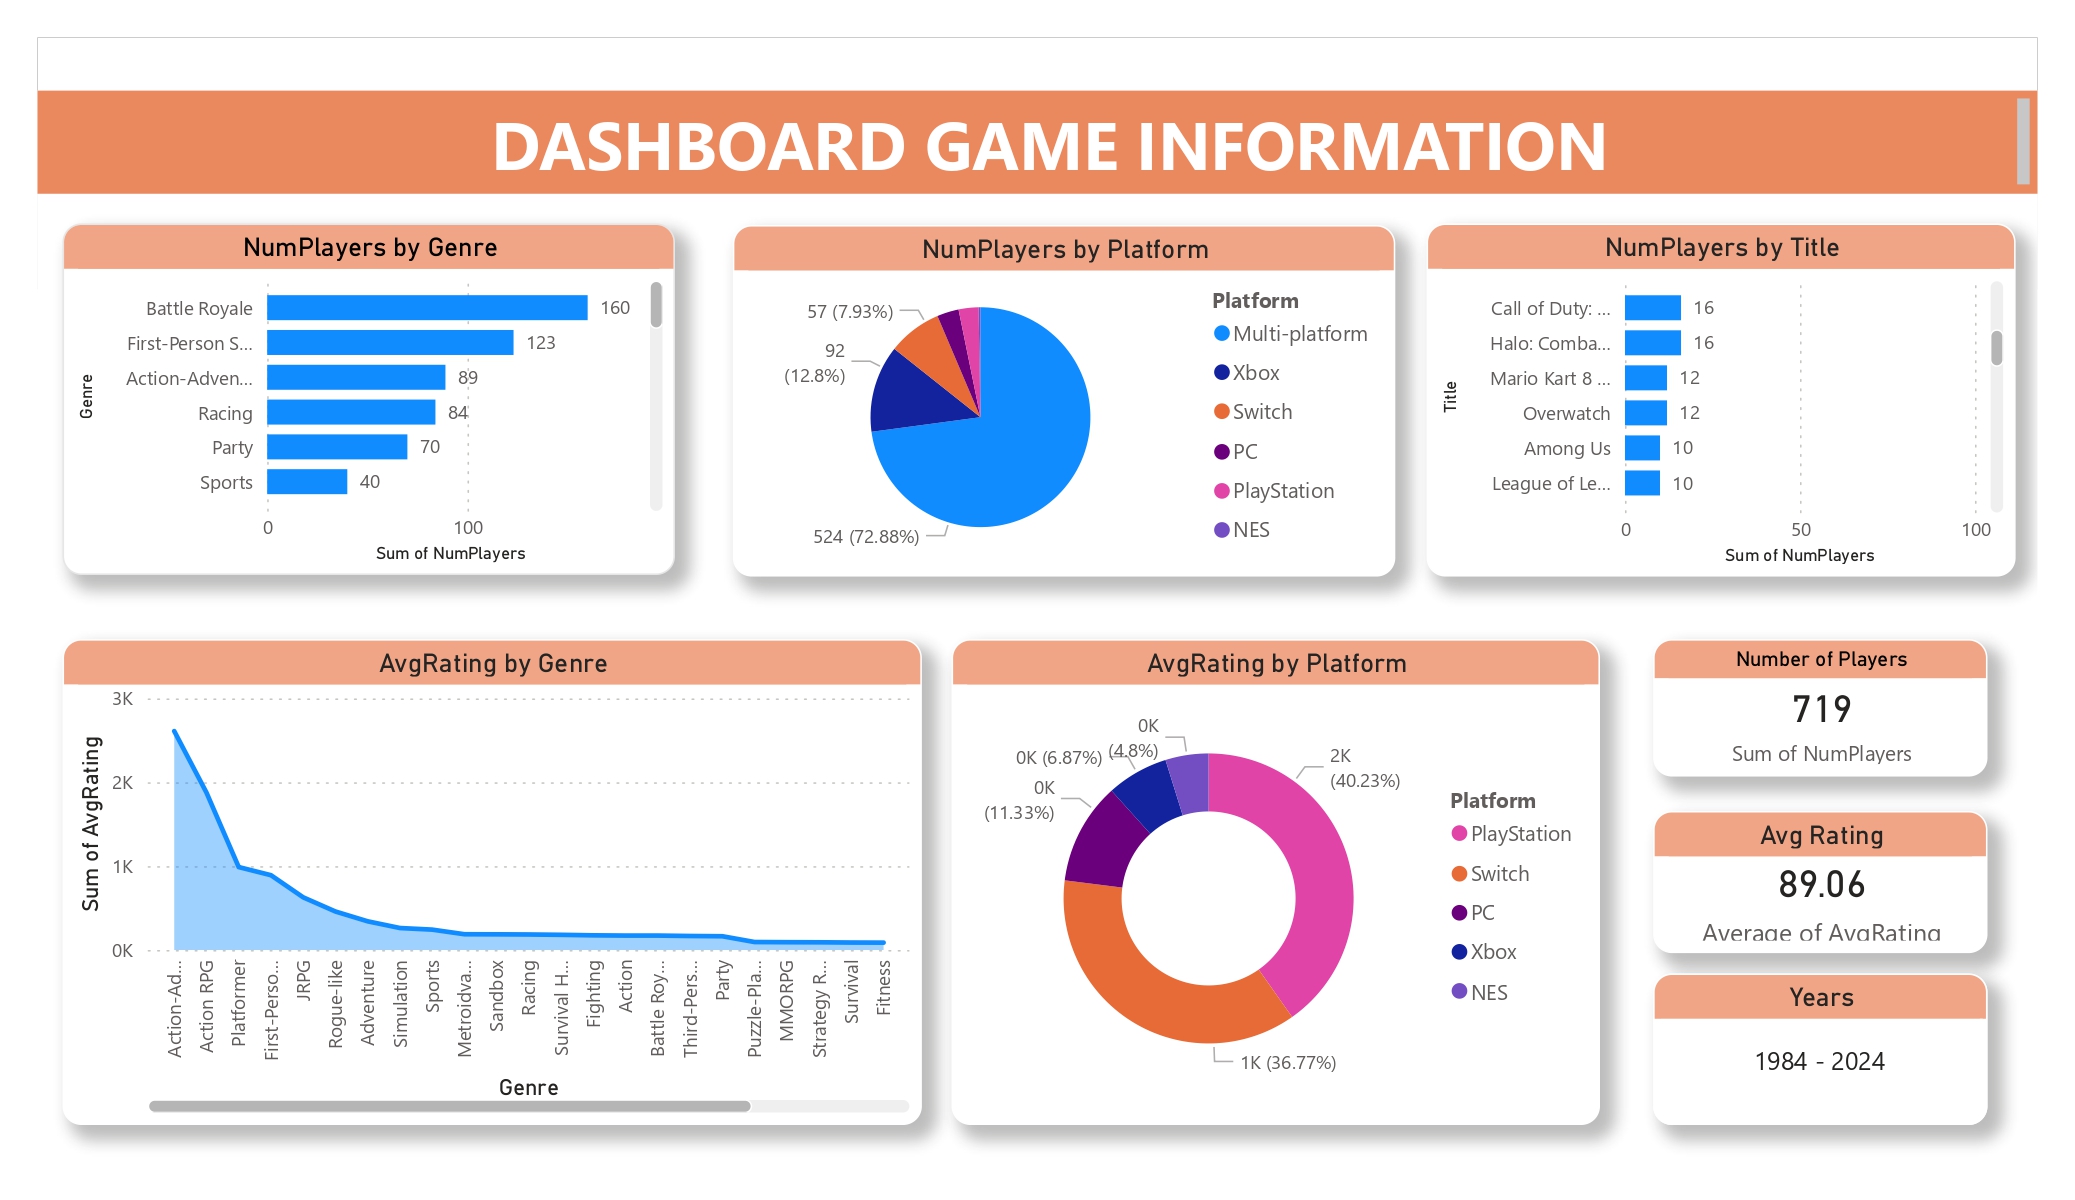 DASHBOARD GAME INFORMATION
NumPlayers by Genre
Genre
Battle Royale
160
First-Person S...
123
Action-Adven...
89
Racing
84
Party
70
Sports
40
0
100
Sum of NumPlayers
NumPlayers by Platform
57 (7.93%)
92
(12.8%)
524 (72.88%)
Platform
Multi-platform
Xbox
Switch
PC
PlayStation
NES
NumPlayers by Title
Title
Call of Duty: ...
16
Halo: Comba...
16
Mario Kart 8 ...
12
Overwatch
12
Among Us
10
League of Le...
10
0
50
100
Sum of NumPlayers
AvgRating by Genre
Sum of AvgRating
3K
2K
1K
0K
Action-Ad...
Action RPG
Platformer
First-Perso...
JRPG
Rogue-like
Adventure
Simulation
Sports
Metroidva...
Sandbox
Racing
Survival H...
Fighting
Action
Battle Roy...
Third-Pers...
Party
Puzzle-Pla...
MMORPG
Strategy R...
Survival
Fitness
Genre
AvgRating by Platform
0K
(4.8%)
0K (6.87%)
0K
(11.33%)
2K
(40.23%)
1K (36.77%)
Platform
PlayStation
Switch
PC
Xbox
NES
Number of Players
719
Sum of NumPlayers
Avg Rating
89.06
Average of AvgRating
Years
1984 - 2024